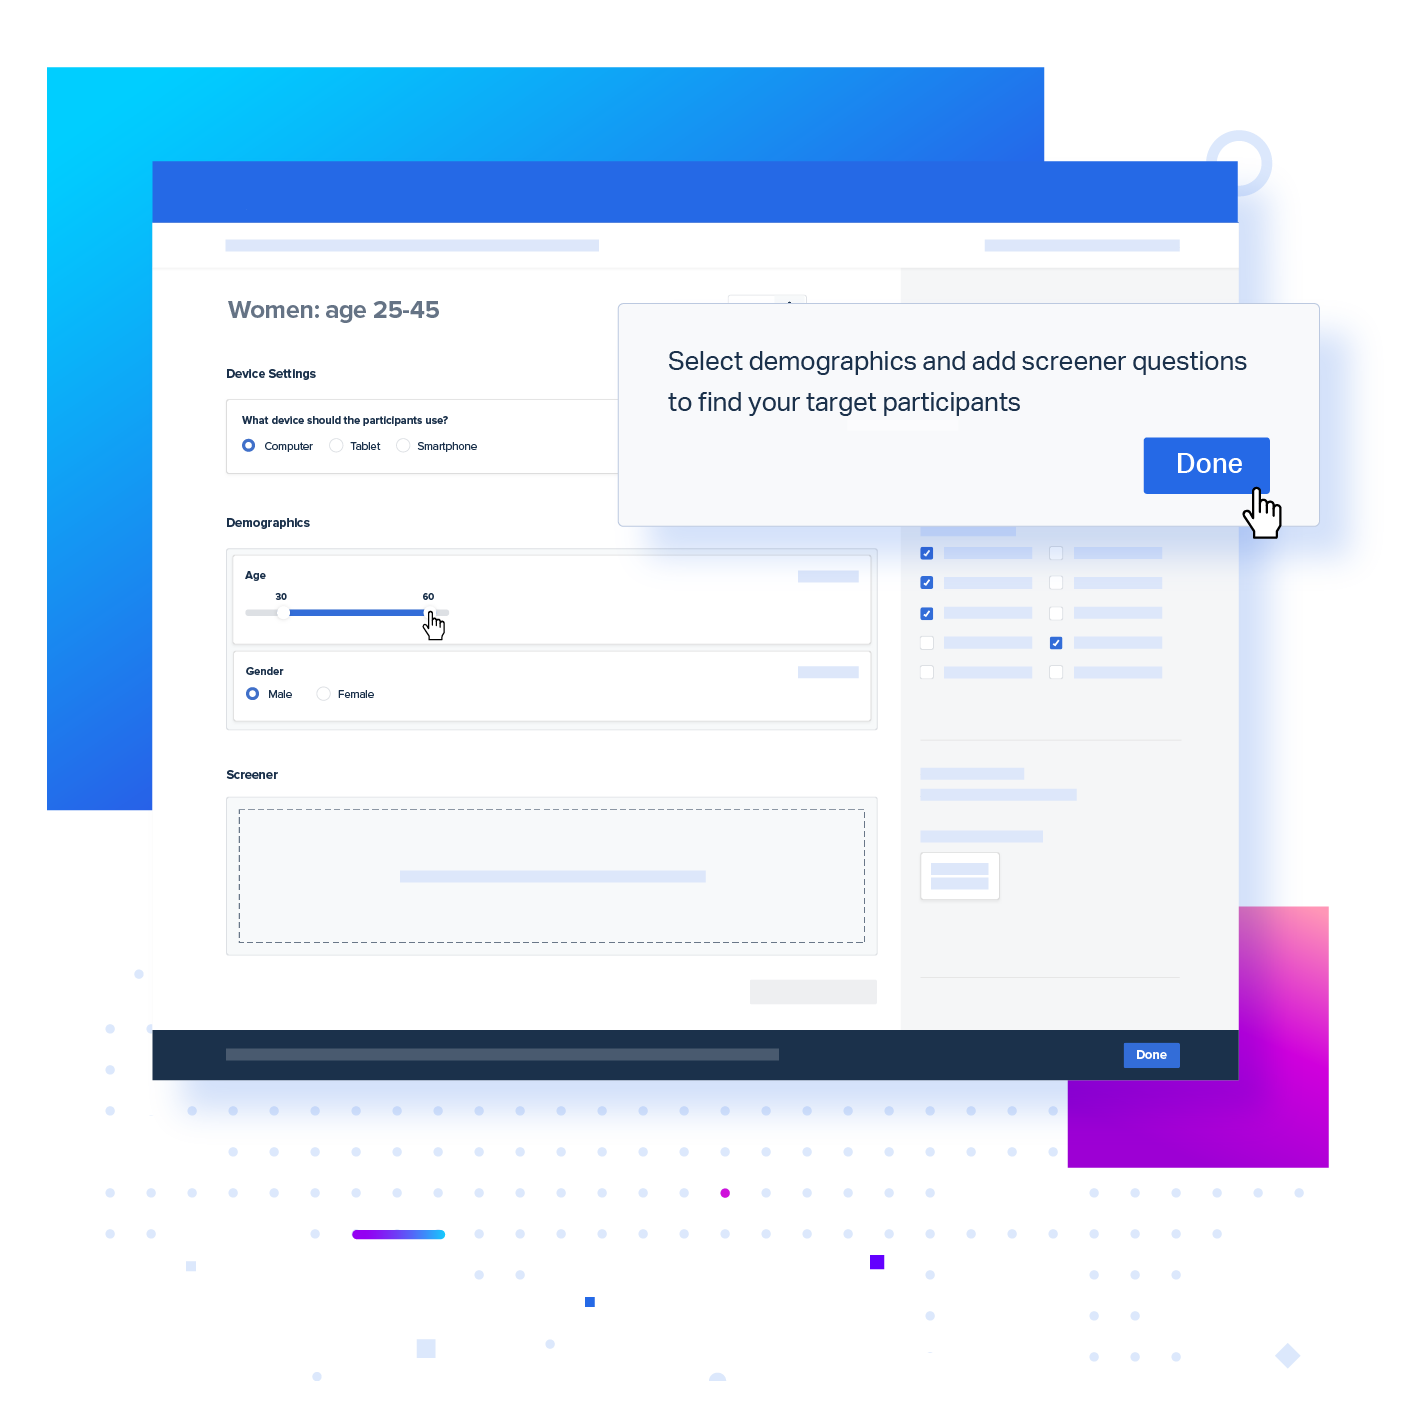 Women: age 25-45
Select demographics and add screener questions
to find your target participants
Done
Device Settings
What device should the participants use?
Computer Tablet Smartphone
Demographics
Age
30 60
Gender
Male Female
Screener
Done